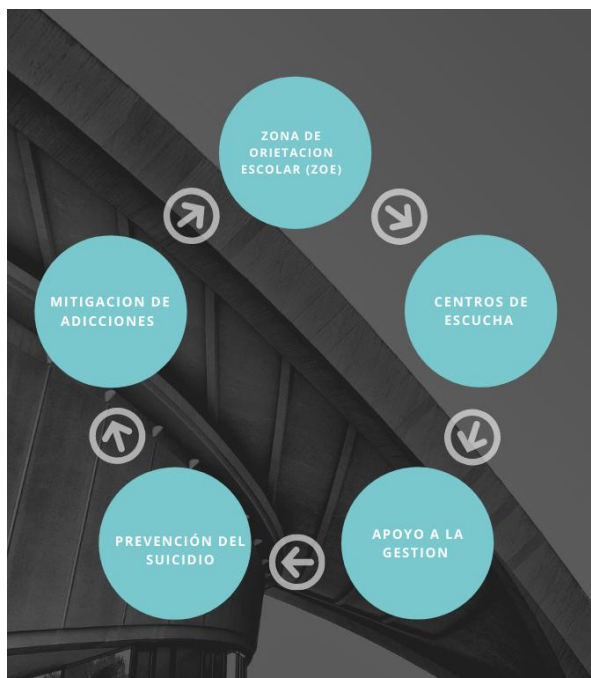 ZONA DE
ORIETACION
ESCOLAR (ZOE)
CENTROS DE
ESCUCHA
APOYO A LA
GESTION
PREVENCIÓN DEL
SUICIDIO
MITIGACION DE
ADICCIONES